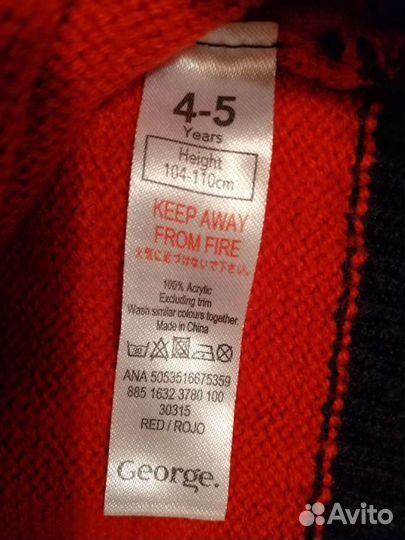 4-5
Years
Height
104-110cm
KEEP AWAY
FROM FIRE
火気に近づけないで下さい。
100% Acrylic
Excluding trim
Wash similar colours together.
Made in China
ANA 5053516675359
885 1632 3780 100
30315
RED / ROJO
George.
Avito